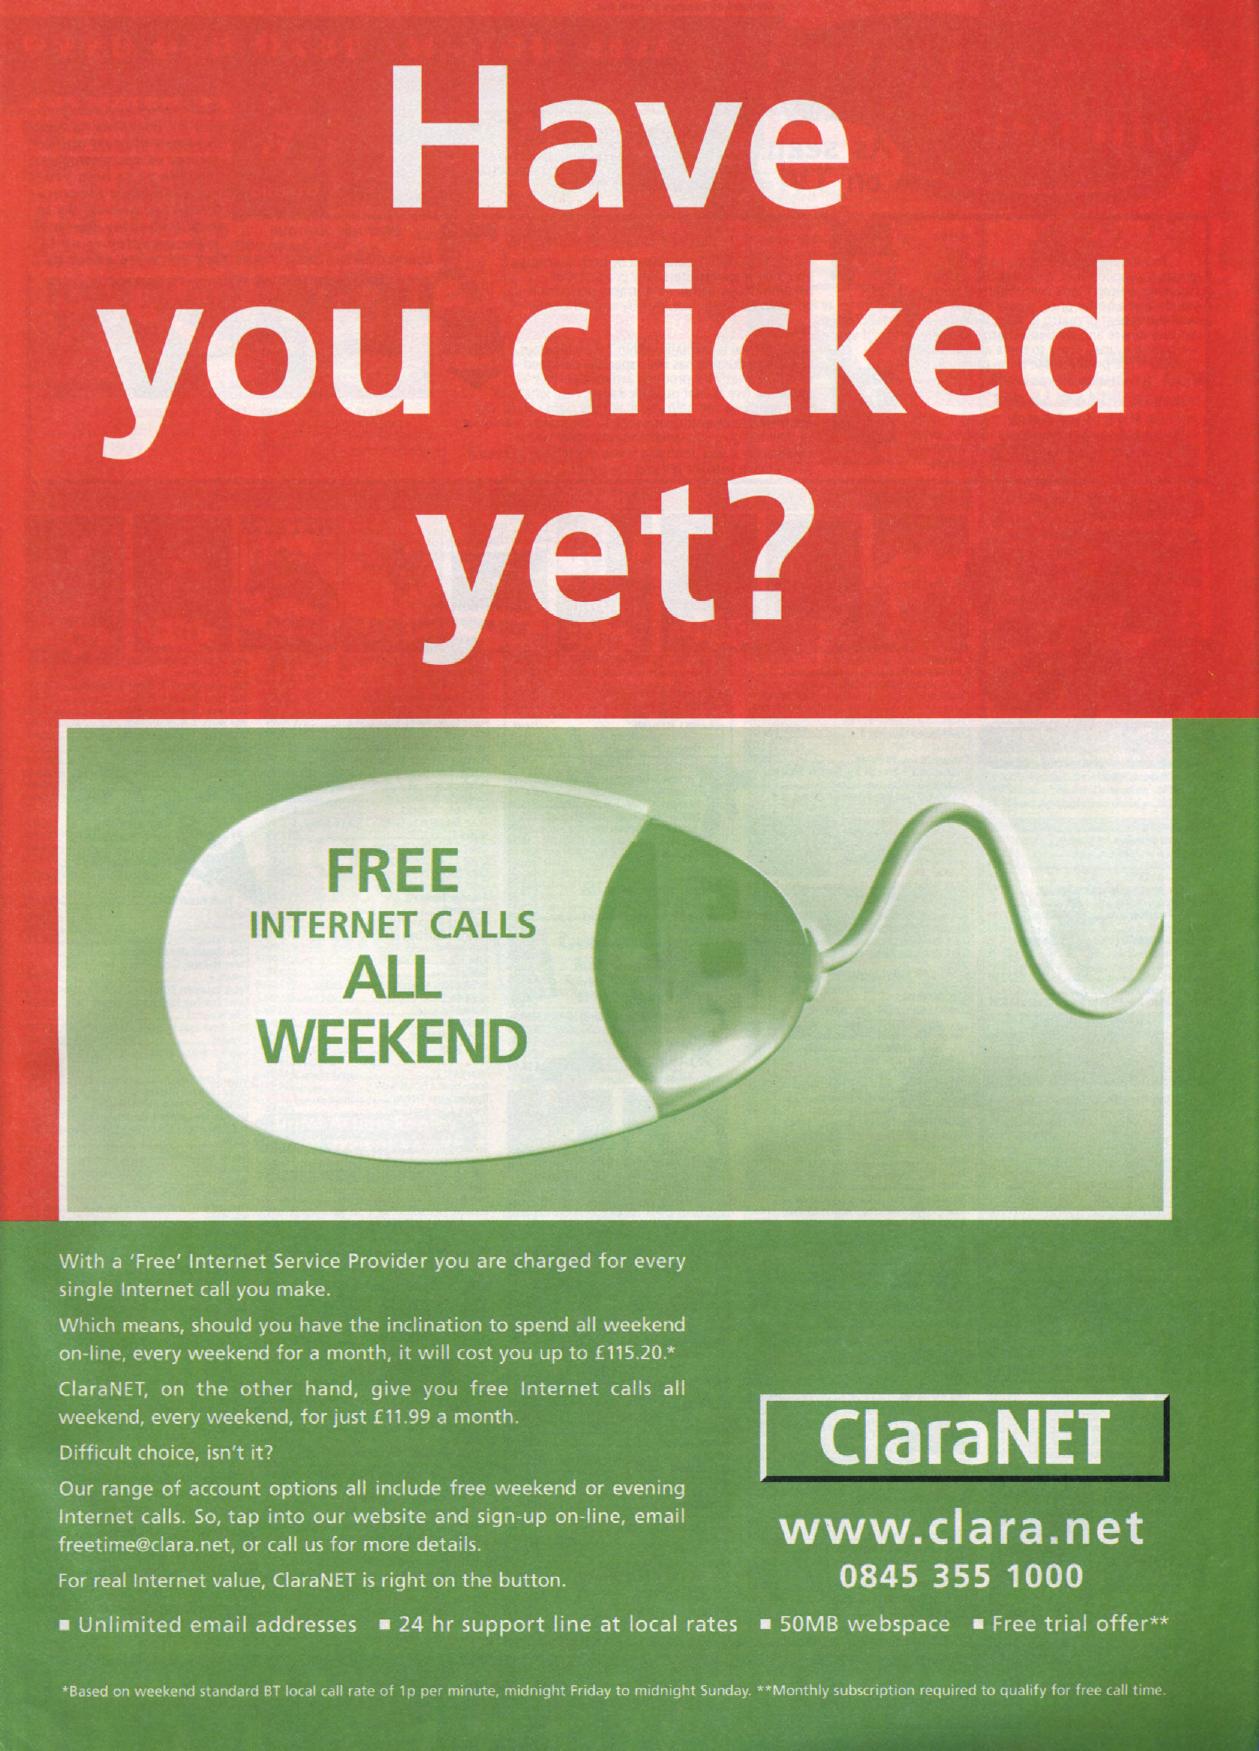 Have
you clicked
yet?
FREE
INTERNET CALLS
ALL
WEEKEND
With a 'Free' Internet Service Provider you are charged for every
single Internet call you make.
Which means, should you have the inclination to spend all weekend
on-line, every weekend for a month, it will cost you up to £115.20.*
ClaraNET, on the other hand, give you free Internet calls all
weekend, every weekend, for just £11.99 a month.
Difficult choice, isn't it?
Our range of account options all include free weekend or evening
Internet calls. So, tap into our website and sign-up on-line, email
freetime@clara.net, or call us for more details.
For real Internet value, ClaraNET is right on the button.
ClaraNET
www.clara.net
0845 355 1000
■ Unlimited email addresses ■ 24 hr support line at local rates ■ 50MB webspace ■ Free trial offer**
*Based on weekend standard BT local call rate of 1p per minute, midnight Friday to midnight Sunday. **Monthly subscription required to qualify for free call time.